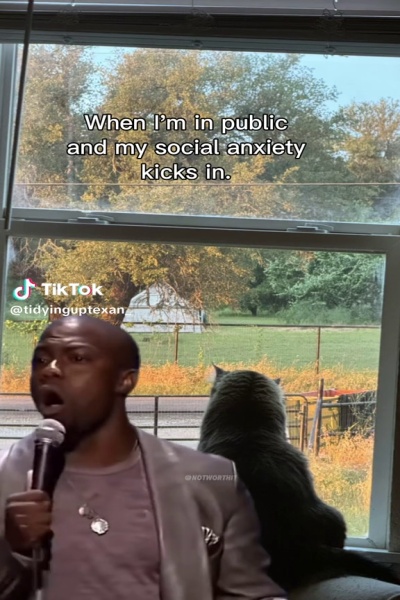 When I'm in public
and my social anxiety
kicks in.
TikTok
@tidyinguptexan
@NOTWORTHIT